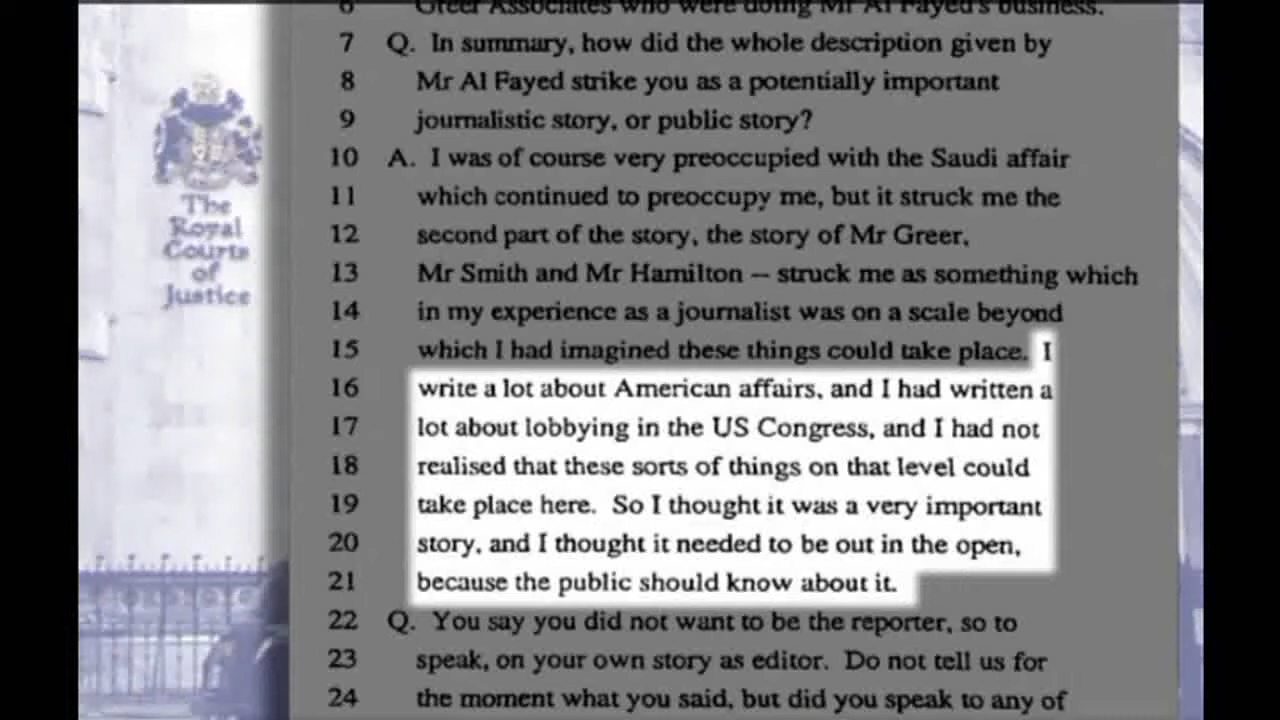 6 Greer Associates who were doing Mr Al Fayed's business.
7 Q. In summary, how did the whole description given by
8 Mr Al Fayed strike you as a potentially important
9 journalistic story, or public story?
10 A. I was of course very preoccupied with the Saudi affair
11 which continued to preoccupy me, but it struck me the
12 second part of the story, the story of Mr Greer,
13 Mr Smith and Mr Hamilton – struck me as something which
14 in my experience as a journalist was on a scale beyond
15 which I had imagined these things could take place. I
16 write a lot about American affairs, and I had written a
17 lot about lobbying in the US Congress, and I had not
18 realised that these sorts of things on that level could
19 take place here. So I thought it was a very important
20 story, and I thought it needed to be out in the open,
21 because the public should know about it.
22 Q. You say you did not want to be the reporter, so to
23 speak, on your own story as editor. Do not tell us for
24 the moment what you said, but did you speak to any of
The
Royal
Courts
of
Justice